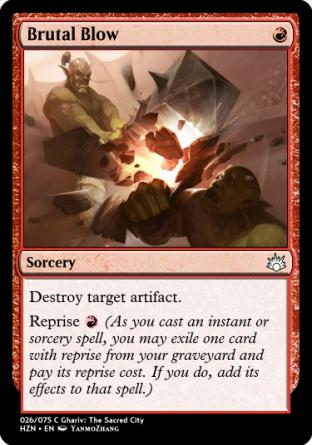 Brutal Blow
Sorcery
Destroy target artifact.
Reprise (As you cast an instant or
sorcery spell, you may exile one card
with reprise from your graveyard and
pay its reprise cost. If you do, add its
effects to that spell.)
026/075 C Ghariv: The Sacred City
HZN • EN YanmoZhang